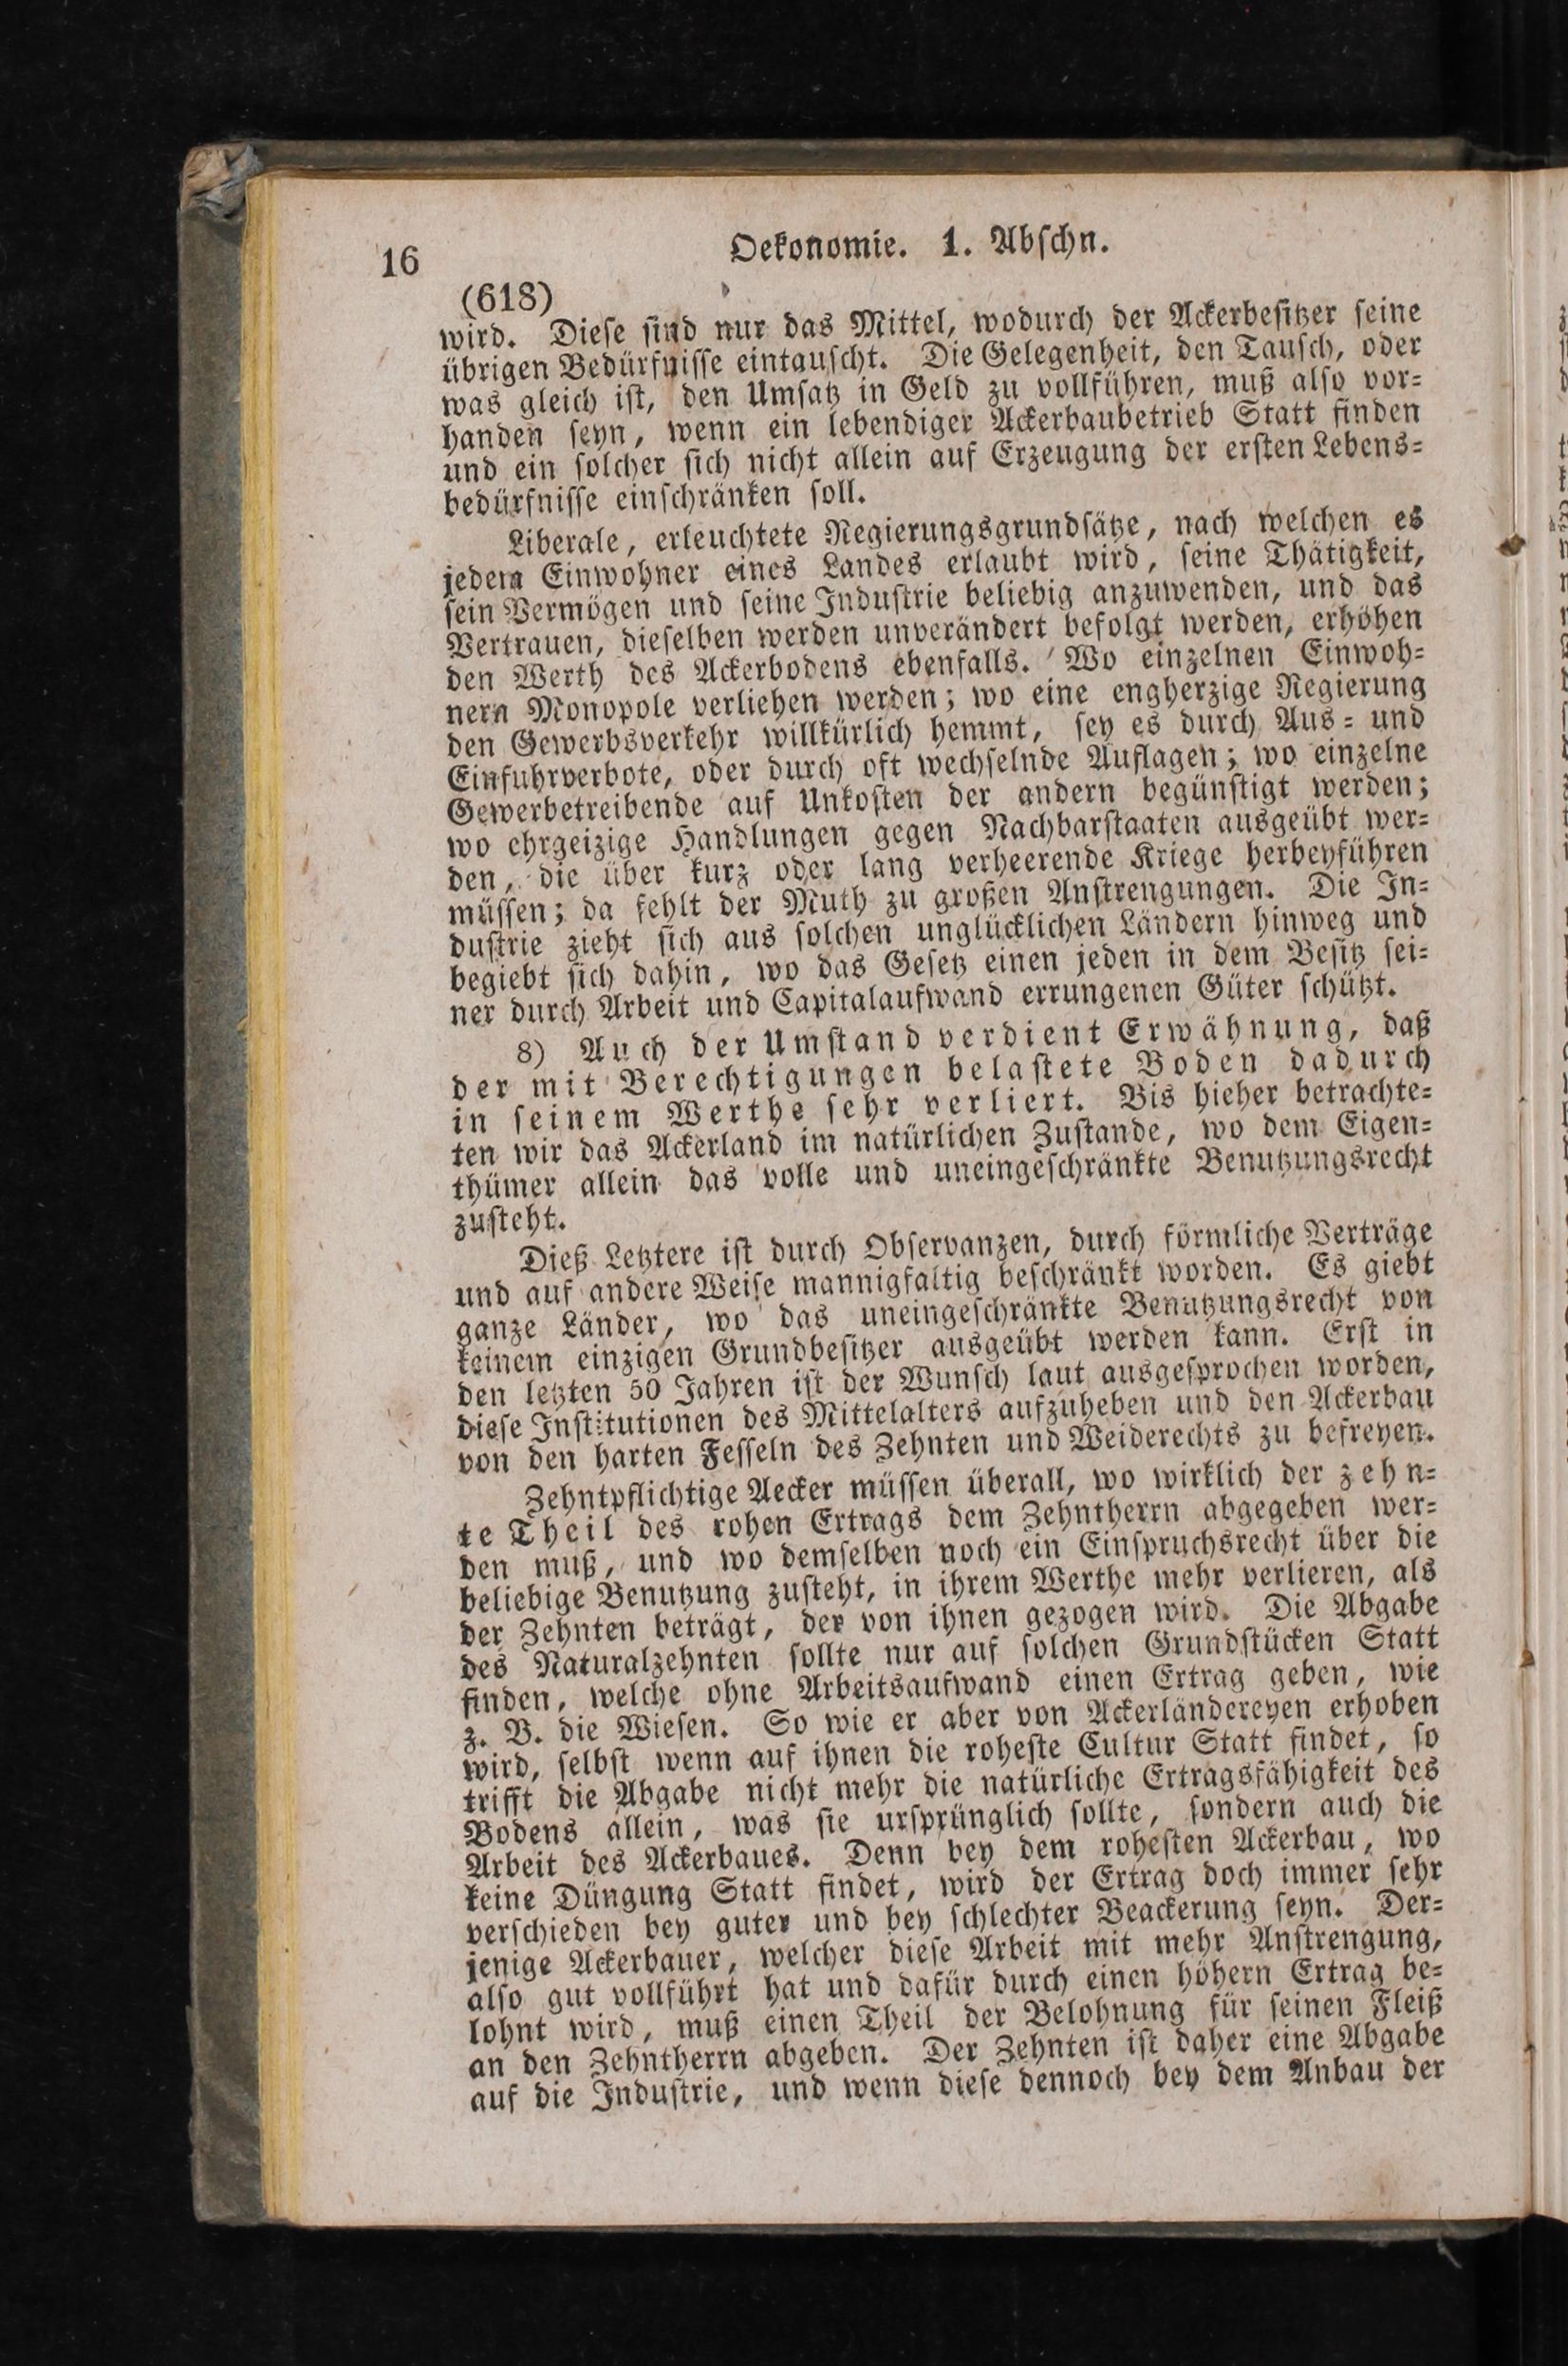 16
Oekonomie. 1. Abschn.
(618)
wird. Diese sind nur das Mittel, wodurch der Ackerbesitzer seine
übrigen Bedürfnisse eintauscht. Die Gelegenheit, den Tausch, oder
was gleich ist, den Umsatz in Geld zu vollführen, muß also vor-
handen seyn, wenn ein lebendiger Ackerbaubetrieb Statt finden
und ein solcher sich nicht allein auf Erzeugung der ersten Lebens-
bedürfnisse einschränken soll.
Liberale, erleuchtete Regierungsgrundsätze, nach welchen es
jedem Einwohner eines Landes erlaubt wird, seine Thätigkeit,
sein Vermögen und seine Industrie beliebig anzuwenden, und das
Vertrauen, dieselben werden unverändert befolgt werden, erhöhen
den Werth des Ackerbodens ebenfalls. Wo einzelnen Einwoh-
nern Monopole verliehen werden; wo eine engherzige Regierung
den Gewerbsverkehr willkürlich hemmt, sey es durch Aus- und
Einfuhrverbote, oder durch oft wechselnde Auflagen; wo einzelne
Gewerbetreibende auf Unkosten der andern begünstigt werden;
wo ehrgeizige Handlungen gegen Nachbarstaaten ausgeübt wer-
den, die über kurz oder lang verheerende Kriege herbeyführen
müssen; da fehlt der Muth zu großen Anstrengungen. Die In-
dustrie zieht sich aus solchen unglücklichen Ländern hinweg und
begiebt sich dahin, wo das Gesetz einen jeden in dem Besitz sei-
ner durch Arbeit und Capitalaufwand errungenen Güter schützt.
8) Auch der Umstand verdient Erwähnung, daß
der mit Berechtigungen belastete Boden dadurch
in seinem Werthe sehr verliert. Bis hieher betrachte-
ten wir das Ackerland im natürlichen Zustande, wo dem Eigen-
thümer allein das volle und uneingeschränkte Benutzungsrecht
zusteht.
Dieß Letztere ist durch Observanzen, durch förmliche Verträge
und auf andere Weise mannigfaltig beschränkt worden. Es giebt
ganze Länder, wo das uneingeschränkte Benutzungsrecht von
keinem einzigen Grundbesitzer ausgeübt werden kann. Erst in
den letzten 50 Jahren ist der Wunsch laut ausgesprochen worden,
diese Institutionen des Mittelalters aufzuheben und den Ackerbau
von den harten Fesseln des Zehnten und Weiderechts zu befreyen.
Zehntpflichtige Aecker müssen überall, wo wirklich der zehn-
te Theil des rohen Ertrags dem Zehntherrn abgegeben wer-
den muß, und wo demselben noch ein Einspruchsrecht über die
beliebige Benutzung zusteht, in ihrem Werthe mehr verlieren, als
der Zehnten beträgt, der von ihnen gezogen wird. Die Abgabe
des Naturalzehnten sollte nur auf solchen Grundstücken Statt
finden, welche ohne Arbeitsaufwand einen Ertrag geben, wie
z. B. die Wiesen. So wie er aber von Ackerländereyen erhoben
wird, selbst wenn auf ihnen die roheste Cultur Statt findet, so
trifft die Abgabe nicht mehr die natürliche Ertragsfähigkeit des
Bodens allein, was sie ursprünglich sollte, sondern auch die
Arbeit des Ackerbaues. Denn bey dem rohesten Ackerbau, wo
keine Düngung Statt findet, wird der Ertrag doch immer sehr
verschieden bey guter und bey schlechter Beackerung seyn. Der-
jenige Ackerbauer, welcher diese Arbeit mit mehr Anstrengung,
also gut vollführt hat und dafür durch einen höhern Ertrag be-
lohnt wird, muß einen Theil der Belohnung für seinen Fleiß
an den Zehntherrn abgeben. Der Zehnten ist daher eine Abgabe
auf die Industrie, und wenn diese dennoch bey dem Anbau der